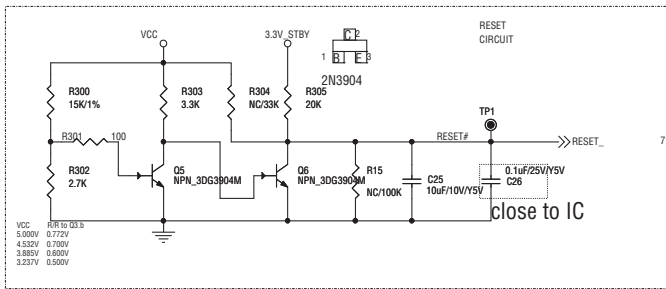 RESET
CIRCUIT
VCC
3.3V_STBY
C 2
1 B E 3
2N3904
R300
15K/1%
R303
3.3K
R304
NC/33K
R305
20K
TP1
R301 100
RESET#
RESET_
7
R302
2.7K
Q5
NPN_3DG3904M
Q6
NPN_3DG3904M
R15
NC/100K
C25
10uF/10V/Y5V
0.1uF/25V/Y5V
C26
close to IC
VCC R/R to Q3.b
5.000V 0.772V
4.532V 0.700V
3.885V 0.600V
3.237V 0.500V